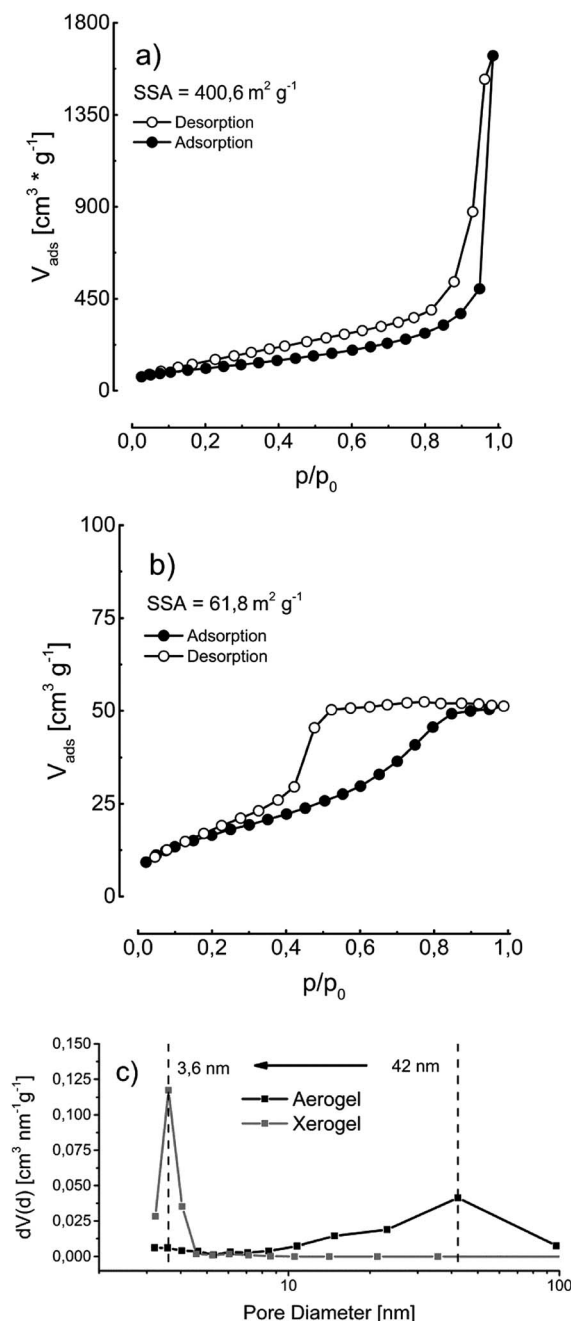 1800
a)
SSA = 400,6 m² g⁻¹
Desorption
1350
Adsorption
900
450
0
V_ads [cm³ * g⁻¹]
0,0 0,2 0,4 0,6 0,8 1,0
p/p₀
100
b)
SSA = 61,8 m² g⁻¹
75
Adsorption
Desorption
50
25
0
V_ads [cm³ g⁻¹]
0,0 0,2 0,4 0,6 0,8 1,0
p/p₀
0,150
c)
3,6 nm
42 nm
0,125
Aerogel
0,100
Xerogel
0,075
0,050
0,025
0,000
dV(d) [cm³ nm⁻¹g⁻¹]
10 100
Pore Diameter [nm]